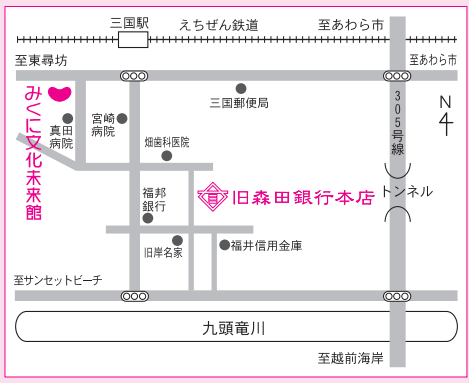 三国駅
えちぜん鉄道
至あわら市
至東尋坊
至あわら市
みくに文化未来館
真田
病院
宮崎
病院
三国郵便局
305号線
N
畑歯科医院
福邦
銀行
旧森田銀行本店
トンネル
旧岸名家
福井信用金庫
至サンセットビーチ
九頭竜川
至越前海岸